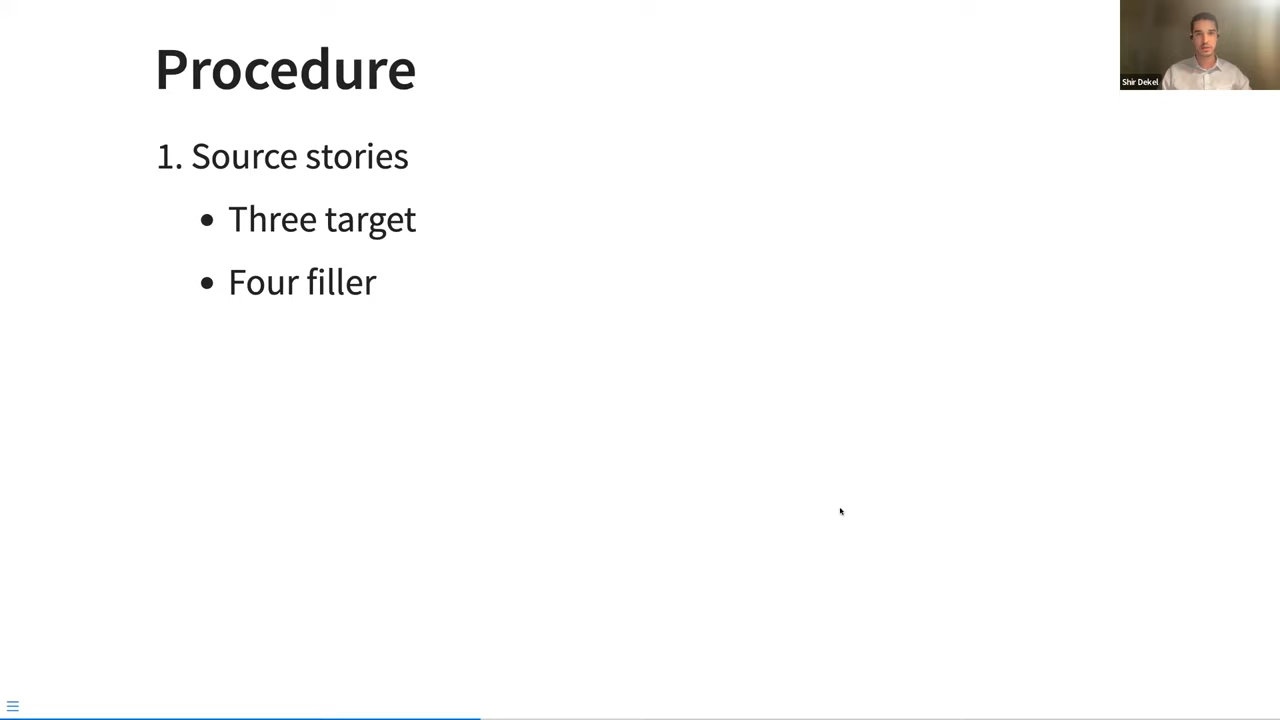 Procedure
Shir Dekel
1. Source stories
• Three target
• Four filler